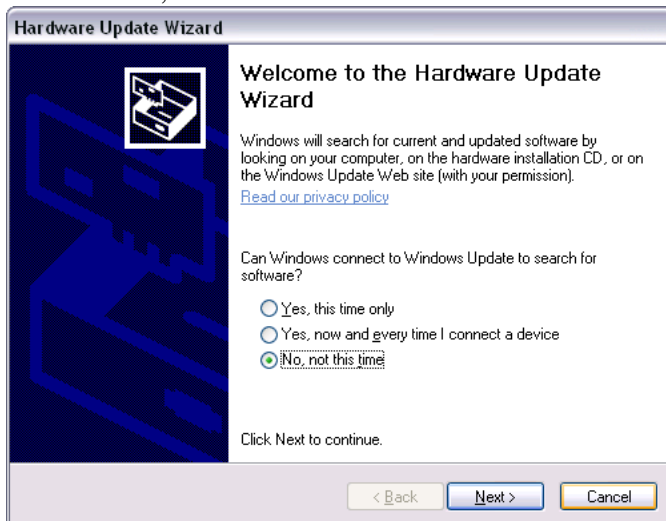 Hardware Update Wizard
Welcome to the Hardware Update
Wizard
Windows will search for current and updated software by
looking on your computer, on the hardware installation CD, or on
the Windows Update Web site (with your permission).
Read our privacy policy
Can Windows connect to Windows Update to search for
software?
Yes, this time only
Yes, now and every time I connect a device
No, not this time
Click Next to continue.
< Back Next > Cancel